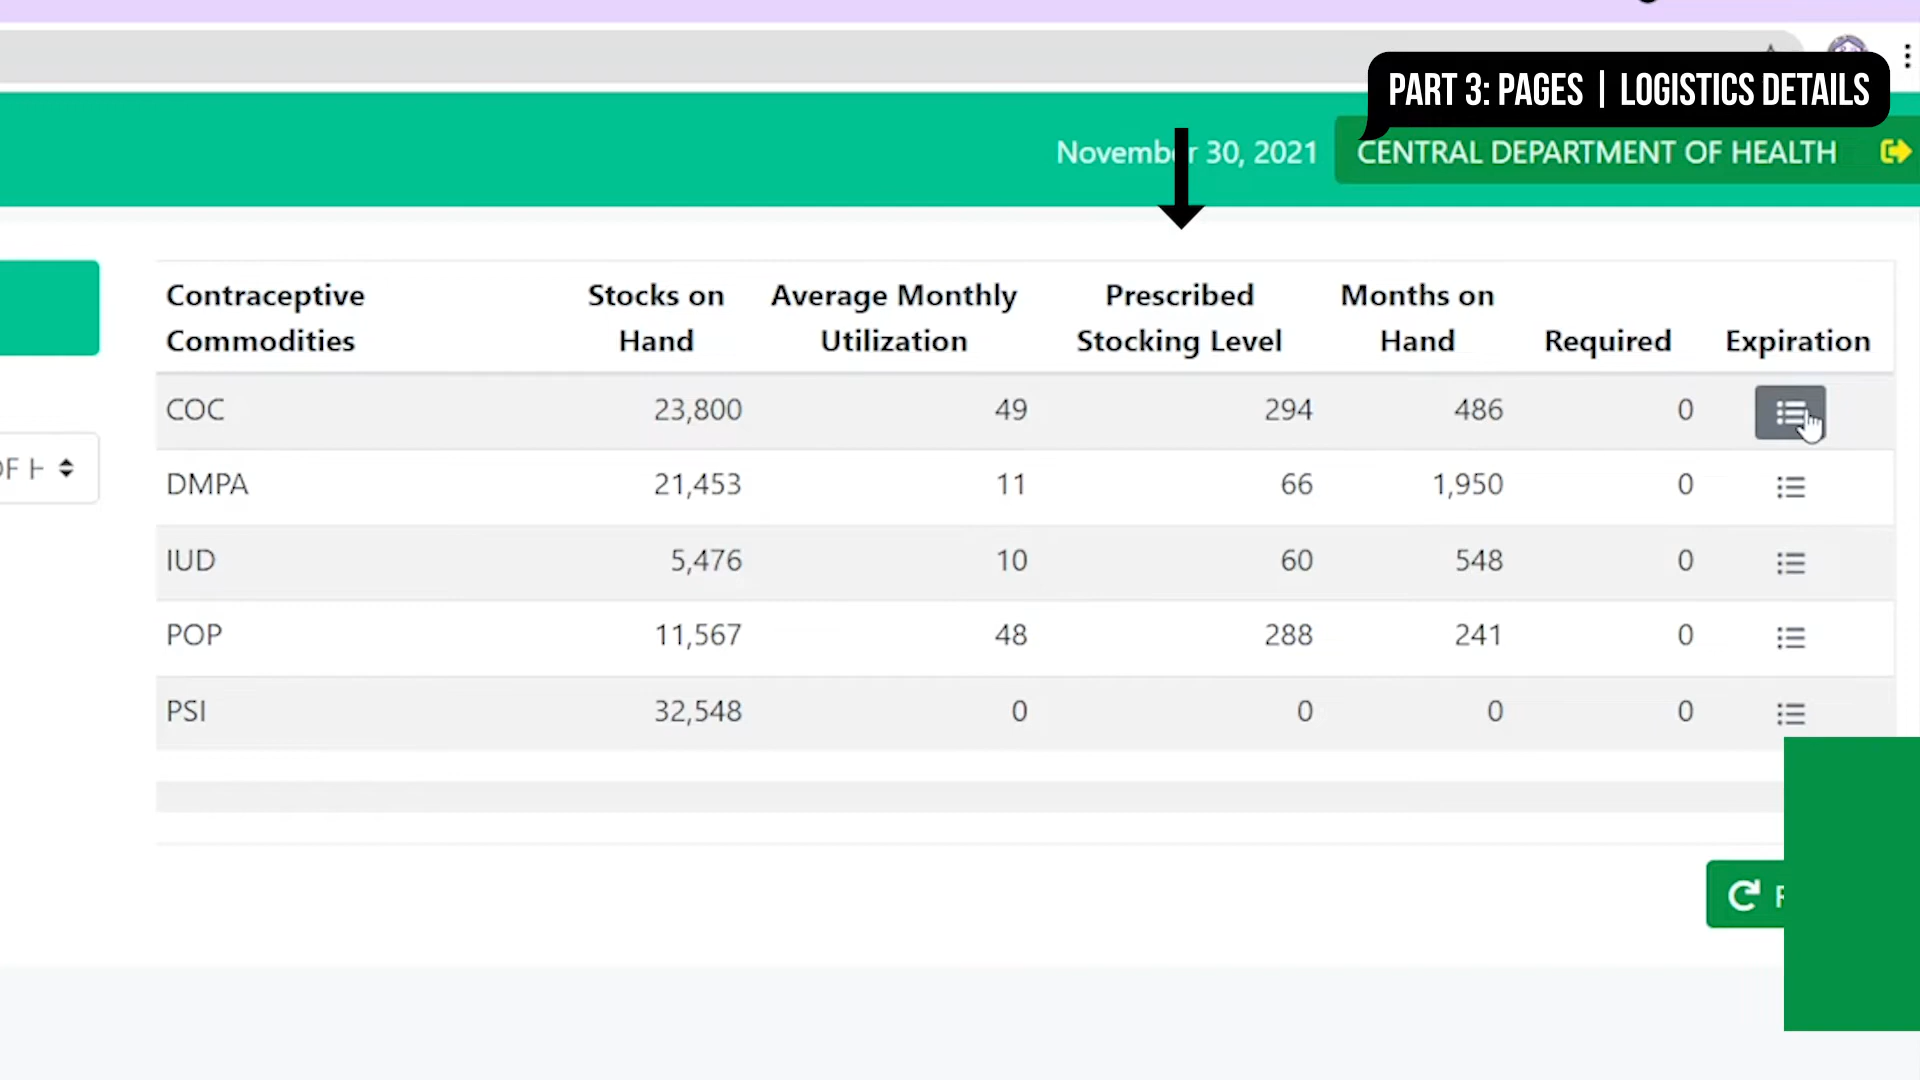 PART 3: PAGES | LOGISTICS DETAILS
November 30, 2021 CENTRAL DEPARTMENT OF HEALTH
Contraceptive Commodities Stocks on Hand Average Monthly Utilization Prescribed Stocking Level Months on Hand Required Expiration
COC 23,800 49 294 486 0
DMPA 21,453 11 66 1,950 0
IUD 5,476 10 60 548 0
POP 11,567 48 288 241 0
PSI 32,548 0 0 0 0